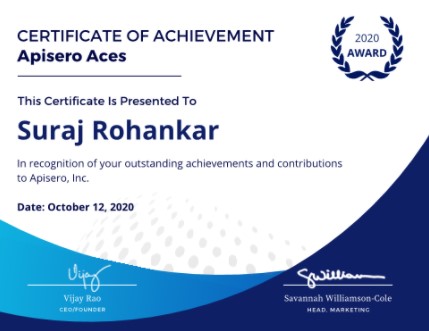 CERTIFICATE OF ACHIEVEMENT
Apisero Aces
2020
AWARD
This Certificate Is Presented To
Suraj Rohankar
In recognition of your outstanding achievements and contributions
to Apisero, Inc.
Date: October 12, 2020
Vijay
Vijay Rao
CEO/FOUNDER
SWilliam
Savannah Williamson-Cole
HEAD, MARKETING